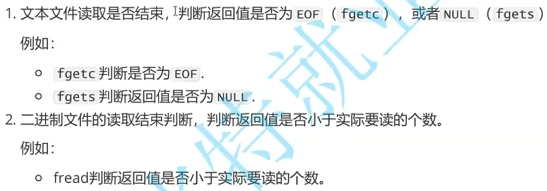 1. 文本文件读取是否结束，判断返回值是否为 EOF （ fgetc ），或者 NULL （ fgets ）
例如：
○ fgetc 判断是否为 EOF .
○ fgets 判断返回值是否为 NULL .
2. 二进制文件的读取结束判断，判断返回值是否小于实际要读的个数。
例如：
○ fread判断返回值是否小于实际要读的个数。
特就业